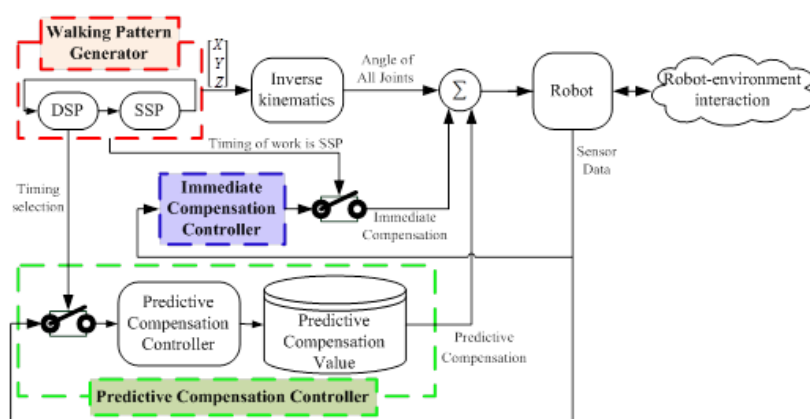 Walking Pattern
Generator
X
Y
Z
DSP
SSP
Inverse
kinematics
Angle of
All Joints
Σ
Robot
Robot-environment
interaction
Timing of work is SSP
Sensor
Data
Timing
selection
Immediate
Compensation
Controller
Immediate
Compensation
Predictive
Compensation
Controller
Predictive
Compensation
Value
Predictive
Compensation
Predictive Compensation Controller